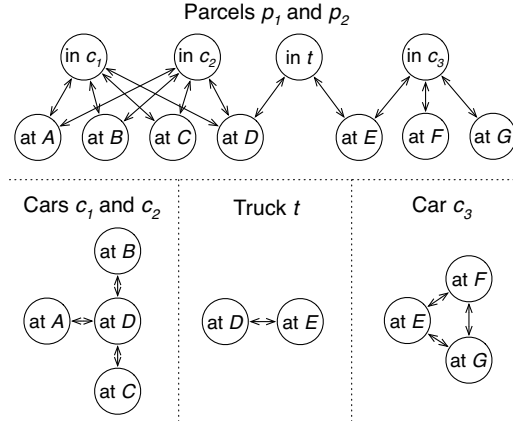 Parcels p₁ and p₂
in c₁ in c₂ in t in c₃
at A at B at C at D at E at F at G
Cars c₁ and c₂ Truck t Car c₃
at B
at F
at A at D at D at E at E
at G
at C